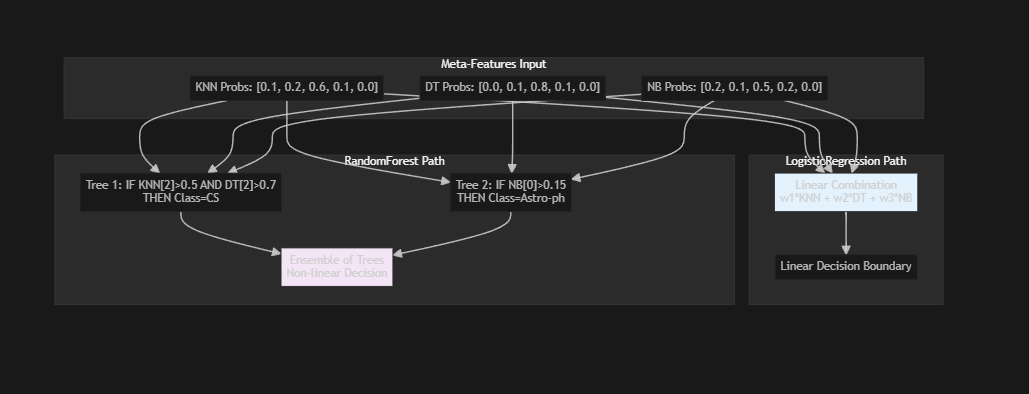 Meta-Features Input
KNN Probs: [0.1, 0.2, 0.6, 0.1, 0.0]
DT Probs: [0.0, 0.1, 0.8, 0.1, 0.0]
NB Probs: [0.2, 0.1, 0.5, 0.2, 0.0]
RandomForest Path
LogisticRegression Path
Tree 1: IF KNN[2]>0.5 AND DT[2]>0.7
THEN Class=CS
Tree 2: IF NB[0]>0.15
THEN Class=Astro-ph
Linear Combination
w1*KNN + w2*DT + w3*NB
Ensemble of Trees
Non-linear Decision
Linear Decision Boundary